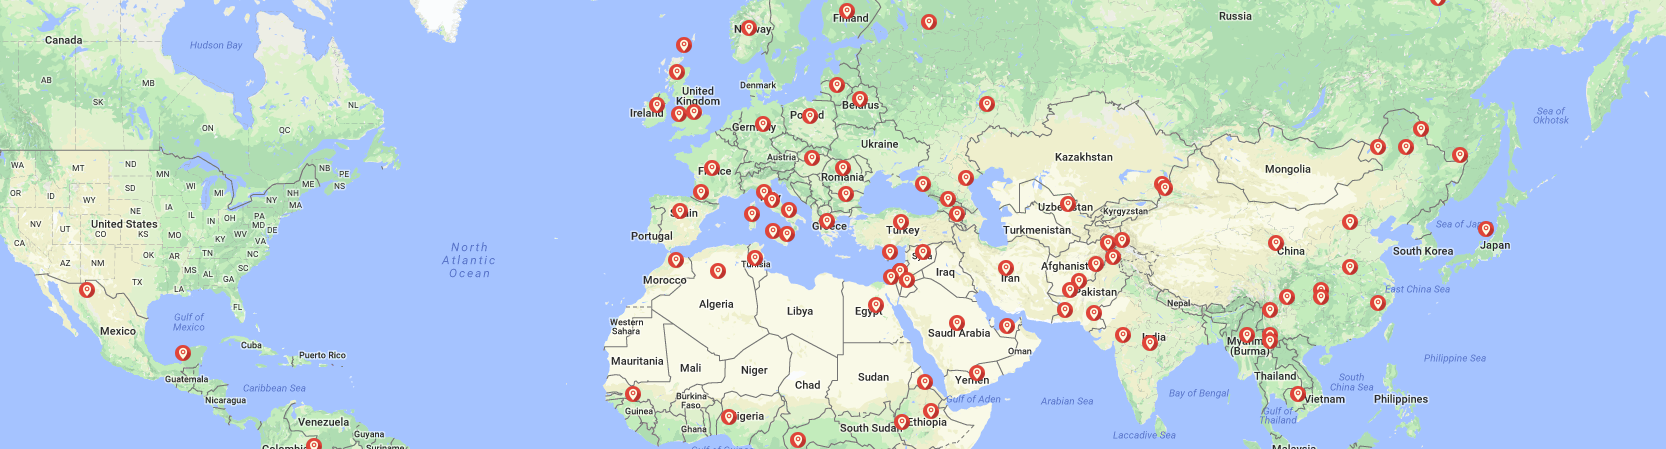 Canada
Hudson Bay
AB
MB
SK
NL
ON
QC
WA
MT
ND
NB
PE
NS
MN
OR
ID
SD
WI
MI
NH
ME
WY
NY
MA
IA
NE
IL
IN
OH
PA
MD
DE
NV
UT
United States
CO
KS
MO
KY
WV
VA
NJ
CA
OK
AR
TN
NC
AZ
NM
MS
AL
SC
GA
TX
LA
FL
Gulf of
Mexico
Mexico
Cuba
Puerto Rico
Guatemala
Caribbean Sea
Nicaragua
Venezuela
Guyana
Colombia
Suriname
North
Atlantic
Ocean
Norway
Finland
Russia
United
Kingdom
Ireland
Denmark
Belarus
Poland
Germany
Ukraine
Austria
France
Romania
Spain
Portugal
Greece
Turkey
Tunisia
Syria
Morocco
Algeria
Libya
Egypt
Western
Sahara
Mauritania
Mali
Niger
Chad
Sudan
Burkina
Faso
Guinea
Ghana
Nigeria
South Sudan
Ethiopia
Gulf of Guinea
Iraq
Iran
Saudi Arabia
Oman
Yemen
Gulf of Aden
Arabian Sea
Laccadive Sea
Kazakhstan
Uzbekistan
Kyrgyzstan
Turkmenistan
Afghanistan
Pakistan
Nepal
India
Bay of Bengal
Mongolia
China
Myanmar
(Burma)
Thailand
Vietnam
Gulf of
Thailand
Malaysia
South
China Sea
Philippines
Philippine Sea
East China Sea
South Korea
Sea of Japan
Japan
Sea of
Okhotsk